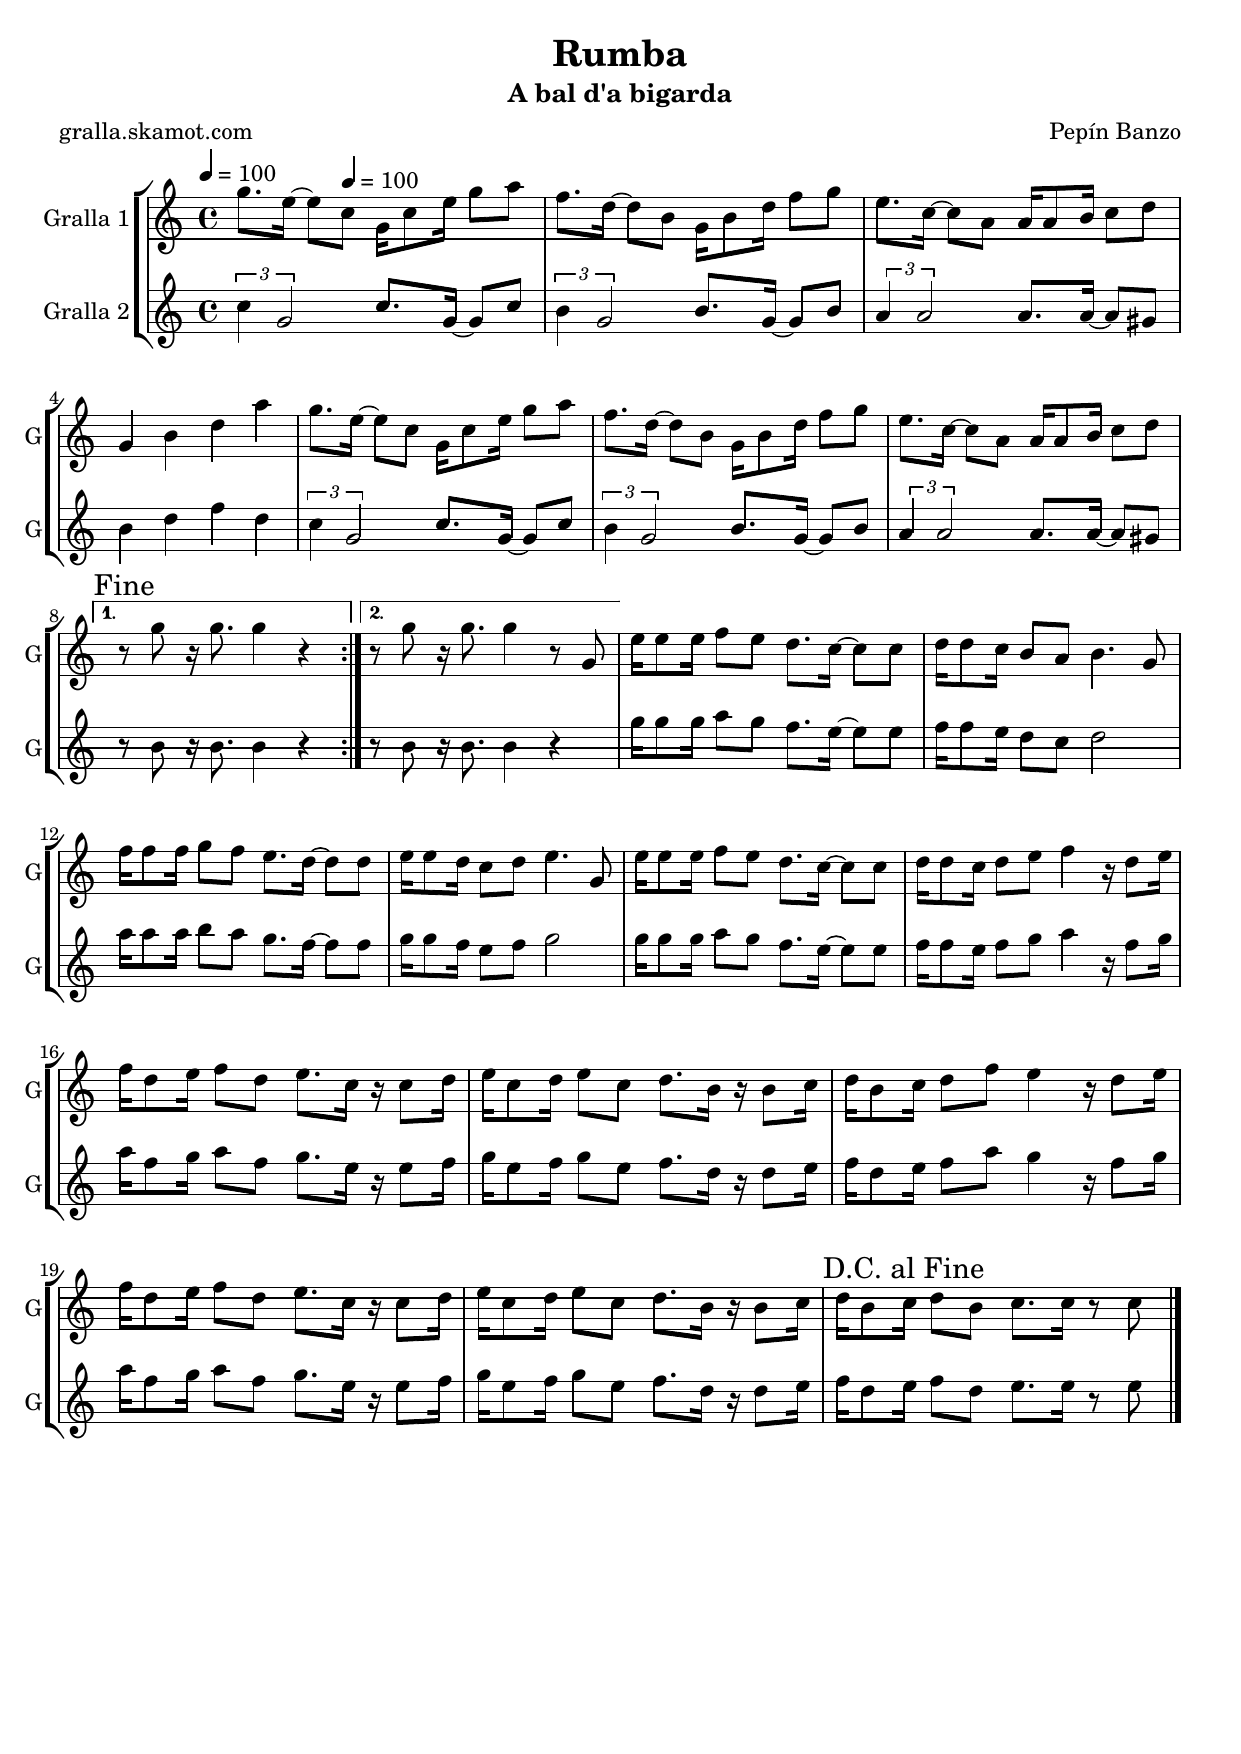 Rumba
A bal d'a bigarda
gralla.skamot.com
Pepín Banzo
♩ = 100
♩ = 100
Gralla 1
3
3
3
Gralla 2
4
G
3
3
3
G
Fine
8
1.
2.
G
G
12
G
G
16
G
G
D.C. al Fine
19
G
G